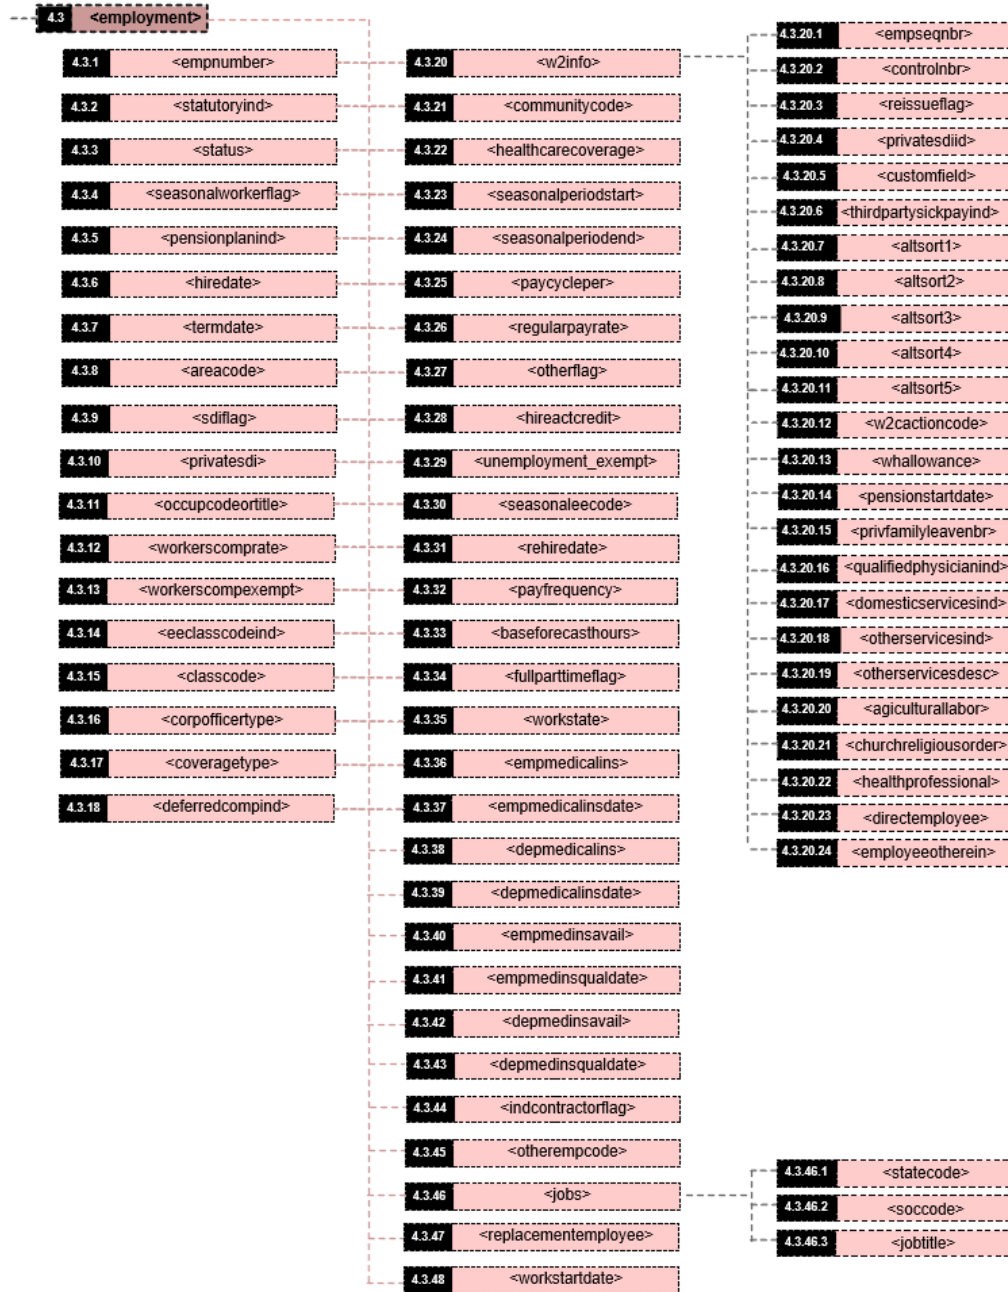 4.3 <employment>
4.3.1 <empnumber>
4.3.2 <statutoryind>
4.3.3 <status>
4.3.4 <seasonalworkerflag>
4.3.5 <pensionplanind>
4.3.6 <hiredate>
4.3.7 <termdate>
4.3.8 <areacode>
4.3.9 <sdiflag>
4.3.10 <privatesdi>
4.3.11 <occupcodeortitle>
4.3.12 <workerscomprate>
4.3.13 <workerscompexempt>
4.3.14 <eeclasscodeind>
4.3.15 <classcode>
4.3.16 <corpofficertype>
4.3.17 <coveragetype>
4.3.18 <deferredcompind>
4.3.20 <w2info>
4.3.21 <communitycode>
4.3.22 <healthcarecoverage>
4.3.23 <seasonalperiodstart>
4.3.24 <seasonalperiodend>
4.3.25 <paycycleper>
4.3.26 <regularpayrate>
4.3.27 <otherflag>
4.3.28 <hireactcredit>
4.3.29 <unemployment_exempt>
4.3.30 <seasonaleecode>
4.3.31 <rehiredate>
4.3.32 <payfrequency>
4.3.33 <baseforecasthours>
4.3.34 <fullparttimeflag>
4.3.35 <workstate>
4.3.36 <empmedicalins>
4.3.37 <empmedicalinsdate>
4.3.38 <depmedicalins>
4.3.39 <depmedicalinsdate>
4.3.40 <empmedinsavail>
4.3.41 <empmedinsqualdate>
4.3.42 <depmedinsavail>
4.3.43 <depmedinsqualdate>
4.3.44 <indcontractorflag>
4.3.45 <otherempcode>
4.3.46 <jobs>
4.3.47 <replacementemployee>
4.3.48 <workstartdate>
4.3.20.1 <empseqnbr>
4.3.20.2 <controlnbr>
4.3.20.3 <reissueflag>
4.3.20.4 <privatesdiid>
4.3.20.5 <customfield>
4.3.20.6 <thirdpartysickpayind>
4.3.20.7 <altsort1>
4.3.20.8 <altsort2>
4.3.20.9 <altsort3>
4.3.20.10 <altsort4>
4.3.20.11 <altsort5>
4.3.20.12 <w2cactioncode>
4.3.20.13 <whallowance>
4.3.20.14 <pensionstartdate>
4.3.20.15 <privfamilyleavenbr>
4.3.20.16 <qualifiedphysicianind>
4.3.20.17 <domesticservicesind>
4.3.20.18 <otherservicesind>
4.3.20.19 <otherservicesdesc>
4.3.20.20 <agiculturallabor>
4.3.20.21 <churchreligiousorder>
4.3.20.22 <healthprofessional>
4.3.20.23 <directemployee>
4.3.20.24 <employeeotherein>
4.3.46.1 <statecode>
4.3.46.2 <soccode>
4.3.46.3 <jobtitle>